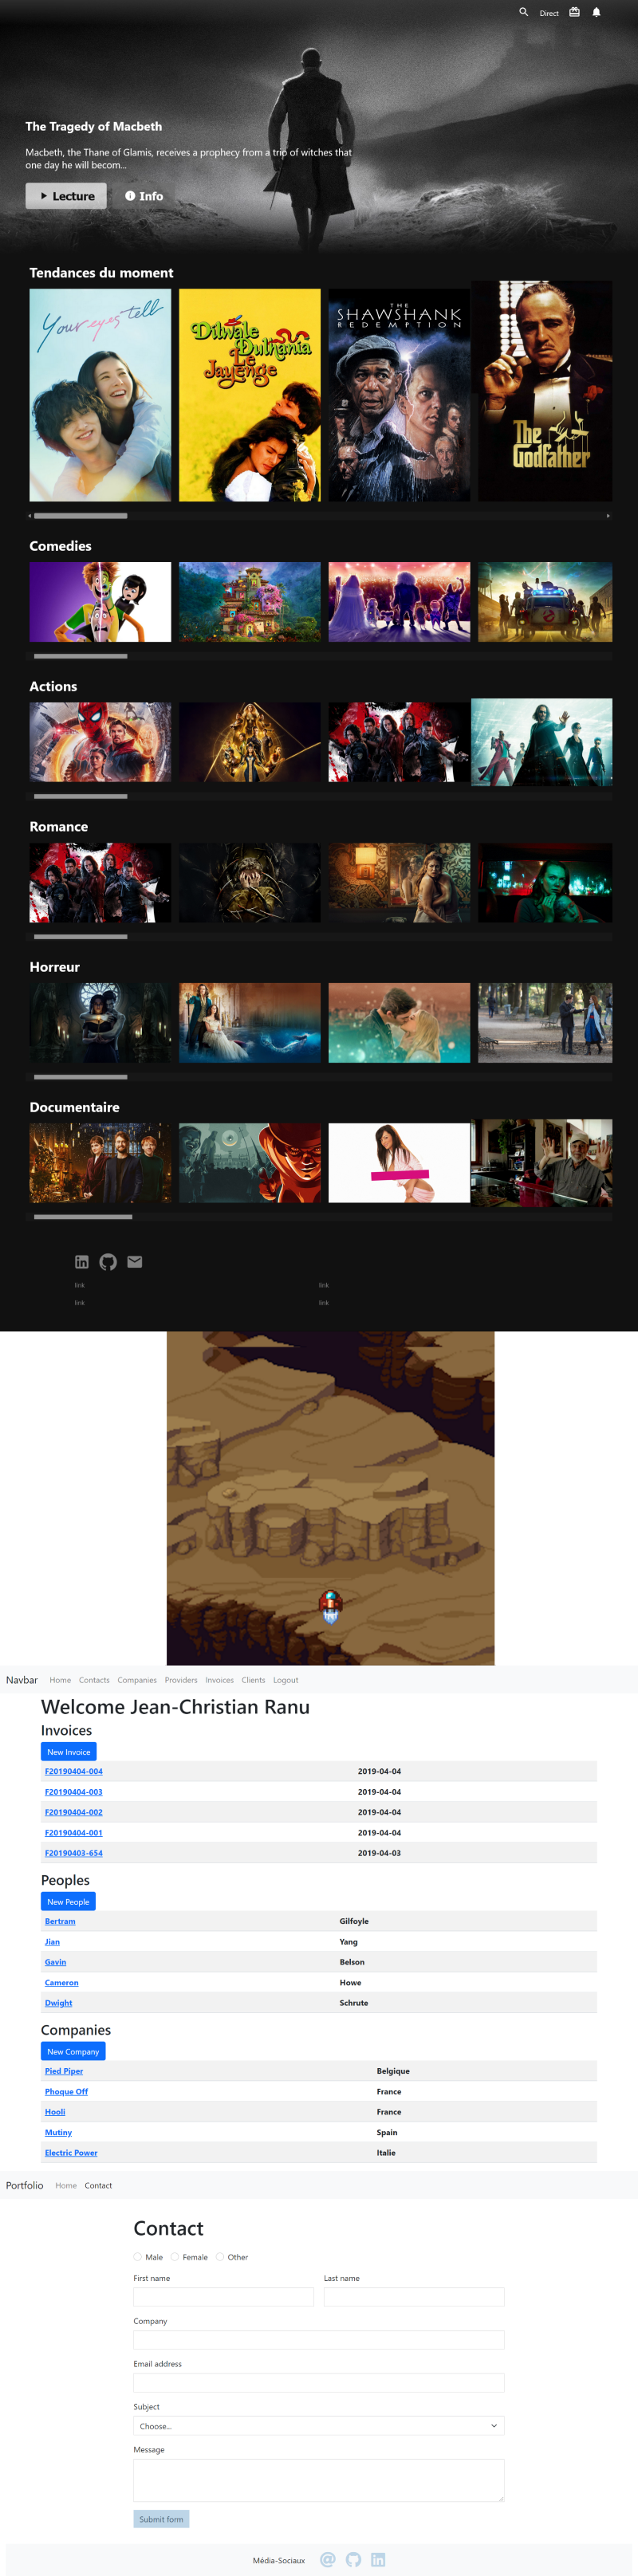 Direct
The Tragedy of Macbeth
Macbeth, the Thane of Glamis, receives a prophecy from a trio of witches that
one day he will becom...
Lecture Info
Tendances du moment
Your eyes tell
Dilwale
Dulhania
Le
Jayenge
THE
SHAWSHANK
REDEMPTION
The
Godfather
Comedies
Actions
Romance
Horreur
Documentaire
link link
link link
Navbar Home Contacts Companies Providers Invoices Clients Logout
Welcome Jean-Christian Ranu
Invoices
New Invoice
F20190404-004 2019-04-04
F20190404-003 2019-04-04
F20190404-002 2019-04-04
F20190404-001 2019-04-04
F20190403-654 2019-04-03
Peoples
New People
Bertram Gilfoyle
Jian Yang
Gavin Belson
Cameron Howe
Dwight Schrute
Companies
New Company
Pied Piper Belgique
Phoque Off France
Hooli France
Mutiny Spain
Electric Power Italie
Portfolio Home Contact
Contact
Male Female Other
First name Last name
Company
Email address
Subject
Choose...
Message
Submit form
Média-Sociaux